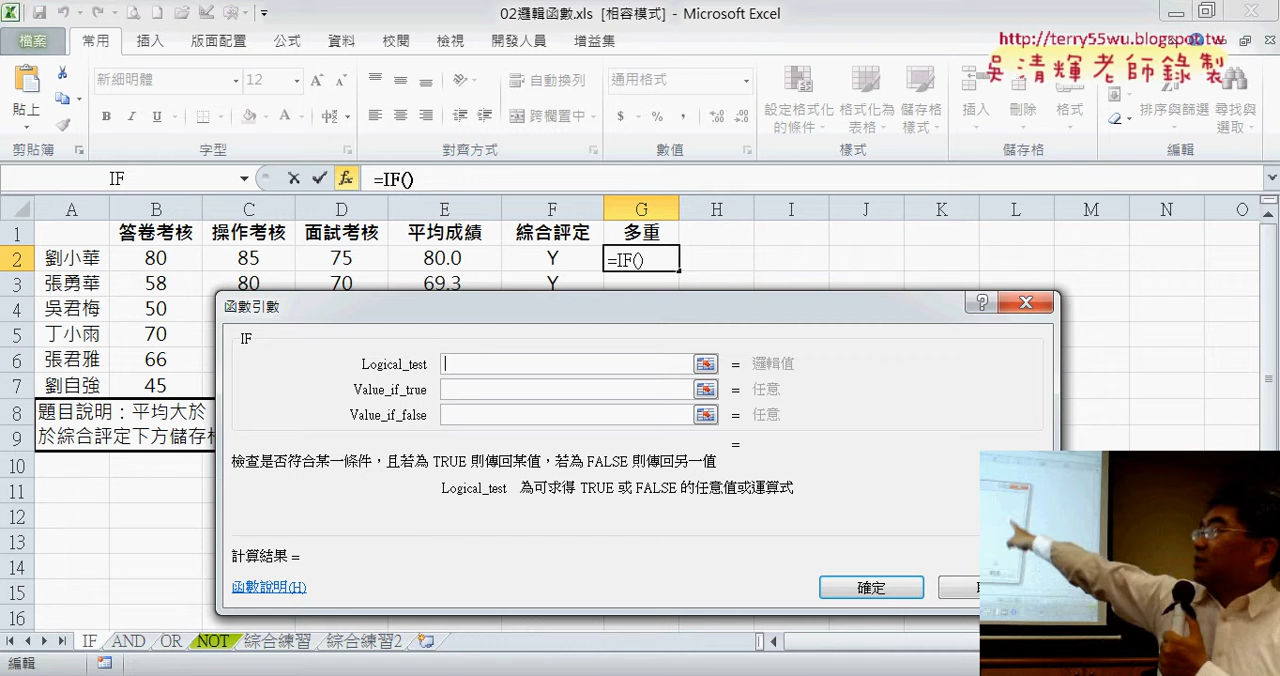 02邏輯函數.xls [相容模式] - Microsoft Excel
http://terry55wu.blogspot.tw
吳清輝老師錄製
檔案 常用 插入 版面配置 公式 資料 校閱 檢視 開發人員 增益集
新細明體 12 自動換列 通用格式
貼上 B I U A 跨欄置中 $ % , 設定格式化的條件 格式化為表格 儲存格樣式 插入 刪除 格式 排序與篩選 尋找與選取
剪貼簿 字型 對齊方式 數值 樣式 儲存格 編輯
IF fx =IF()
A B C D E F G H I J K L M N O
1 答卷考核 操作考核 面試考核 平均成績 綜合評定 多重
2 劉小華 80 85 75 80.0 Y =IF()
3 張勇華 58 80 70 69.3 Y
4 吳君梅 50
5 丁小雨 70
6 張君雅 66
7 劉自強 45
8 題目說明：平均大於
9 於綜合評定下方儲存
10
11
12
13
14
15
16
函數引數
IF
Logical_test = 邏輯值
Value_if_true = 任意
Value_if_false = 任意
=
檢查是否符合某一條件，且若為 TRUE 則傳回某值，若為 FALSE 則傳回另一值
Logical_test 為可求得 TRUE 或 FALSE 的任意值或運算式
計算結果 =
函數說明(H)
確定
IF AND OR NOT 綜合練習 綜合練習2
編輯